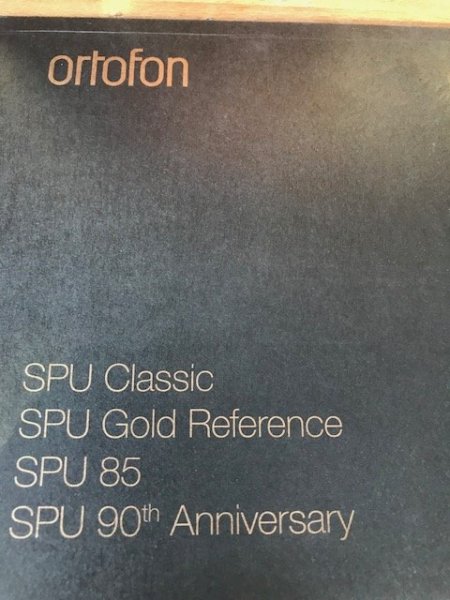 ortofon
SPU Classic
SPU Gold Reference
SPU 85
SPU 90th Anniversary